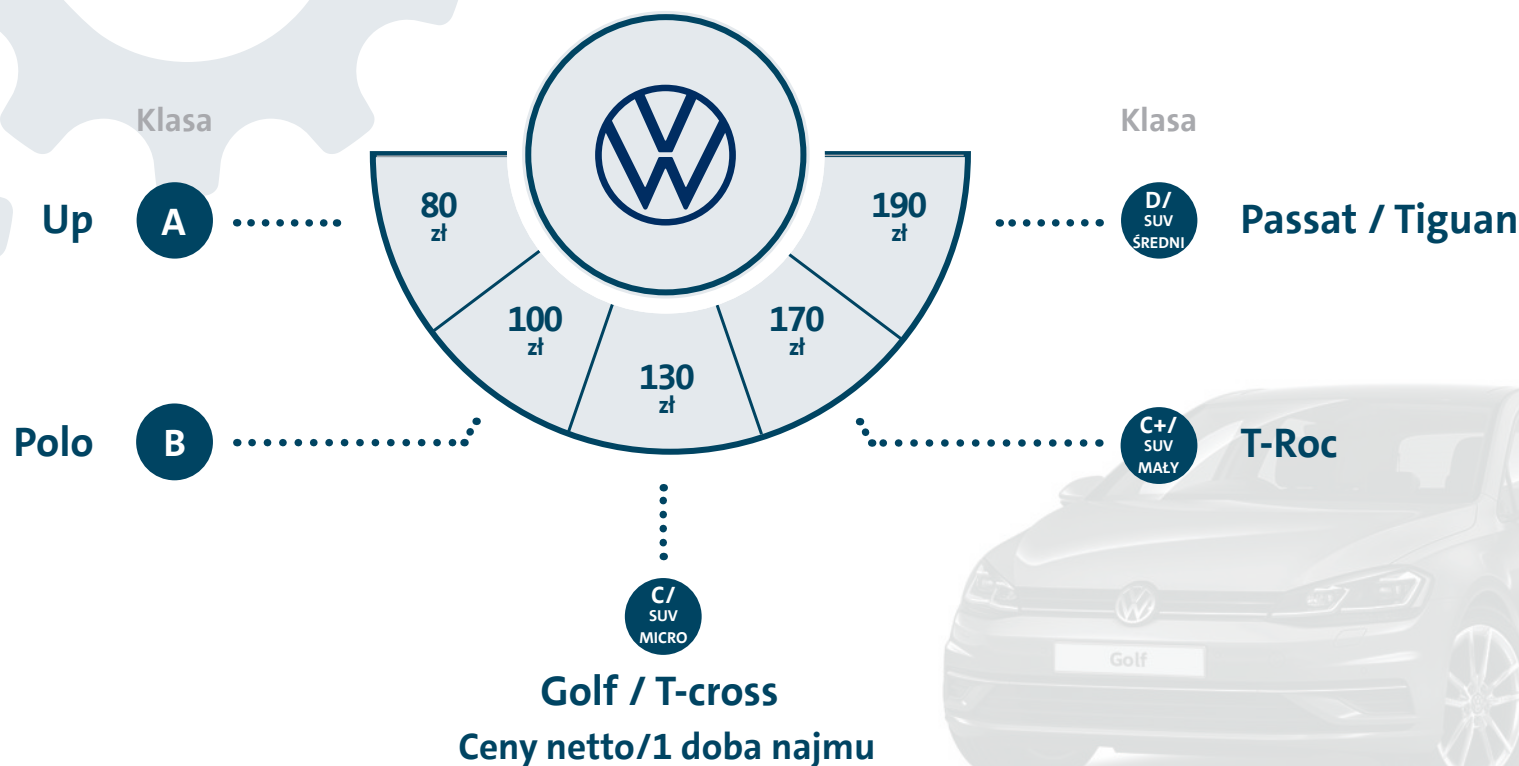 Klasa
Klasa
Up
A
80
zł
190
zł
D/
SUV
ŚREDNI
Passat / Tiguan
100
zł
170
zł
130
zł
Polo
B
C+/
SUV
MAŁY
T-Roc
C/
SUV
MICRO
Golf
Golf / T-cross
Ceny netto/1 doba najmu